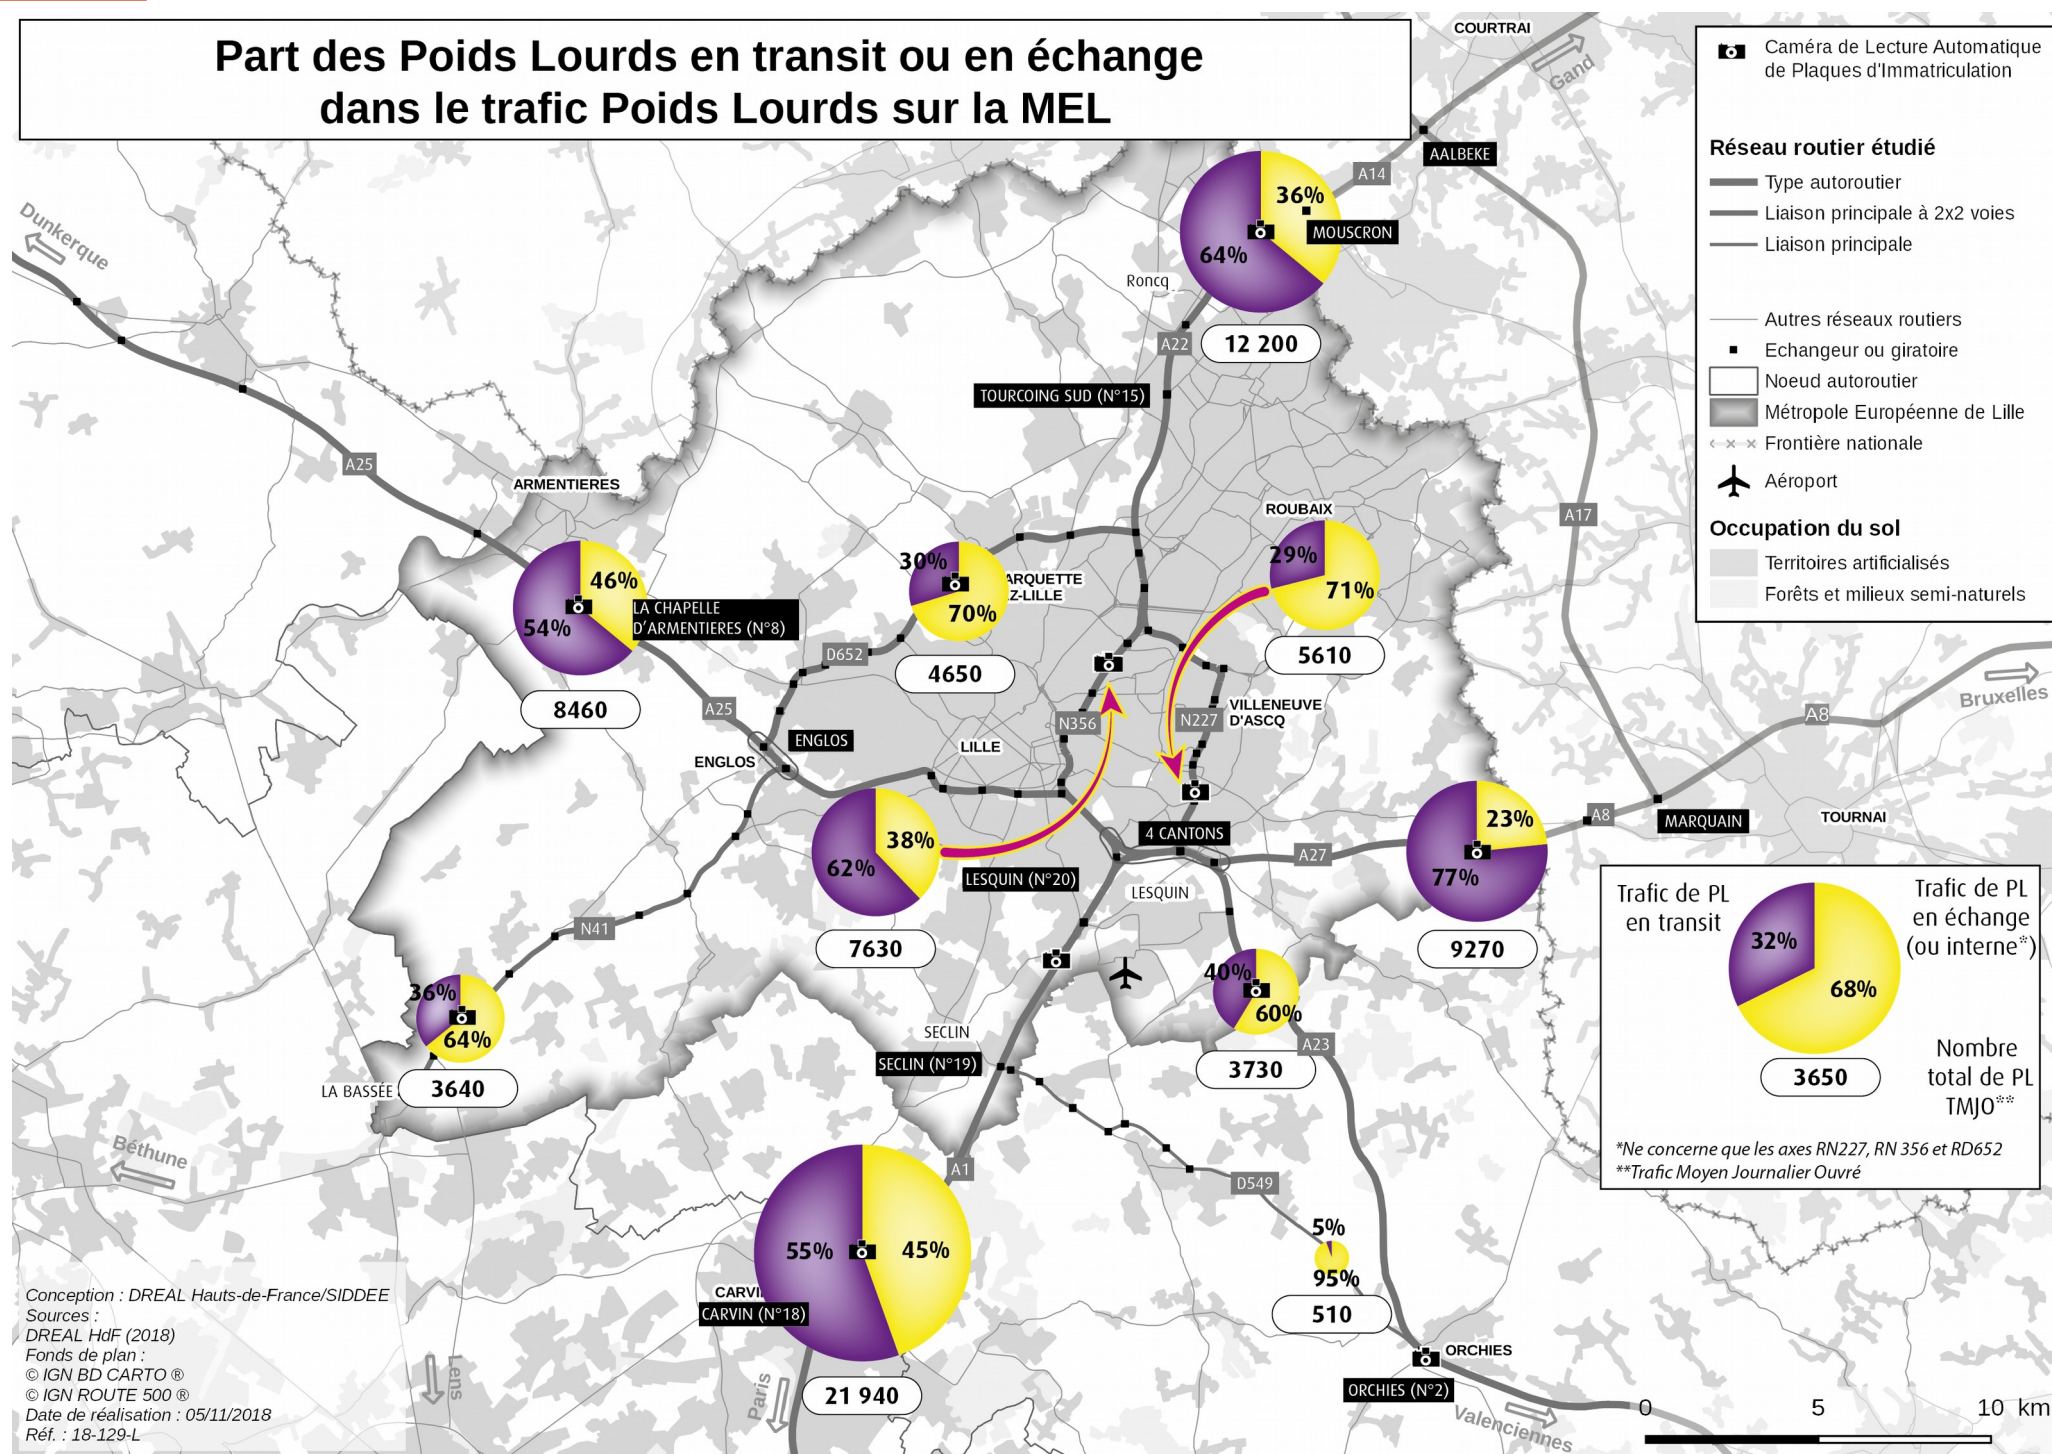 Part des Poids Lourds en transit ou en échange
dans le trafic Poids Lourds sur la MEL
COURTRAI
Gand
AALBEKE
A14
36%
64%
MOUSCRON
Roncq
12 200
A22
TOURCOING SUD (N°15)
Dunkerque
A25
ARMENTIERES
46%
54%
LA CHAPELLE
D'ARMENTIERES (N°8)
8460
30%
70%
ARQUETTE
Z-LILLE
D652
4650
ROUBAIX
29%
71%
5610
A17
A25
ENGLOS
ENGLOS
LILLE
N356
N227
VILLENEUVE
D'ASCQ
A8
Bruxelles
38%
62%
7630
LESQUIN (N°20)
4 CANTONS
LESQUIN
A27
23%
77%
9270
A8
MARQUAIN
TOURNAI
N41
36%
64%
3640
LA BASSÉE
Béthune
SECLIN
SECLIN (N°19)
40%
60%
3730
A23
A1
D549
55%
45%
CARVI
CARVIN (N°18)
21 940
5%
95%
510
ORCHIES
ORCHIES (N°2)
Valenciennes
Lens
Paris
Caméra de Lecture Automatique
de Plaques d'Immatriculation
Réseau routier étudié
Type autoroutier
Liaison principale à 2x2 voies
Liaison principale
Autres réseaux routiers
Echangeur ou giratoire
Noeud autoroutier
Métropole Européenne de Lille
Frontière nationale
Aéroport
Occupation du sol
Territoires artificialisés
Forêts et milieux semi-naturels
Trafic de PL
en transit
32%
68%
Trafic de PL
en échange
(ou interne*)
3650
Nombre
total de PL
TMJO**
*Ne concerne que les axes RN227, RN 356 et RD652
**Trafic Moyen Journalier Ouvré
0 5 10 km
Conception : DREAL Hauts-de-France/SIDDEE
Sources :
DREAL HdF (2018)
Fonds de plan :
© IGN BD CARTO ®
© IGN ROUTE 500 ®
Date de réalisation : 05/11/2018
Réf. : 18-129-L